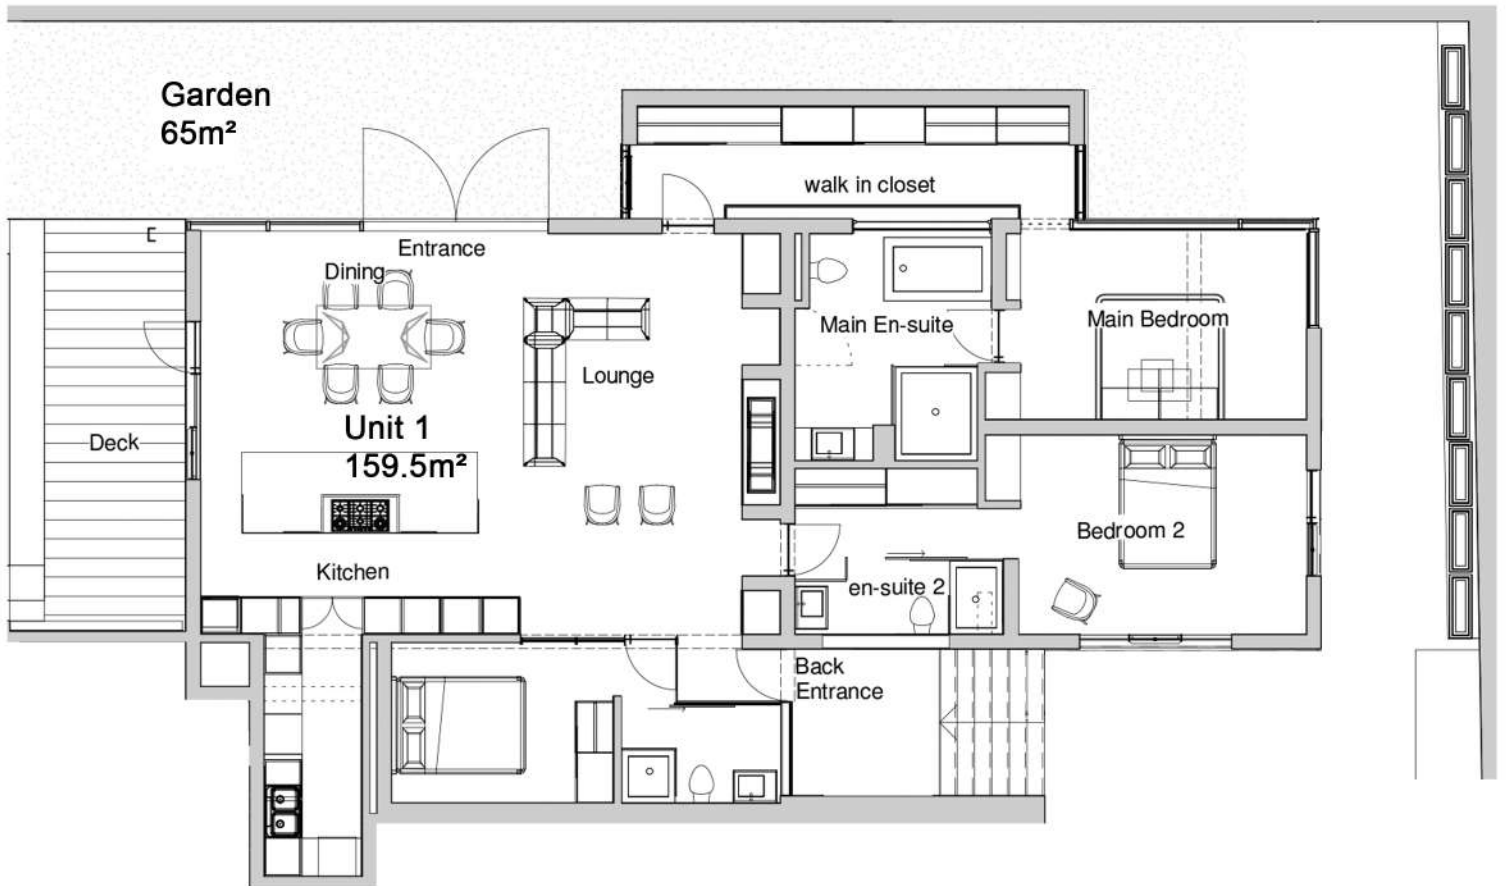 Garden
65m²
walk in closet
Entrance
Dining
Main En-suite
Main Bedroom
Lounge
Unit 1
159.5m²
Deck
Bedroom 2
Kitchen
en-suite 2
Back
Entrance